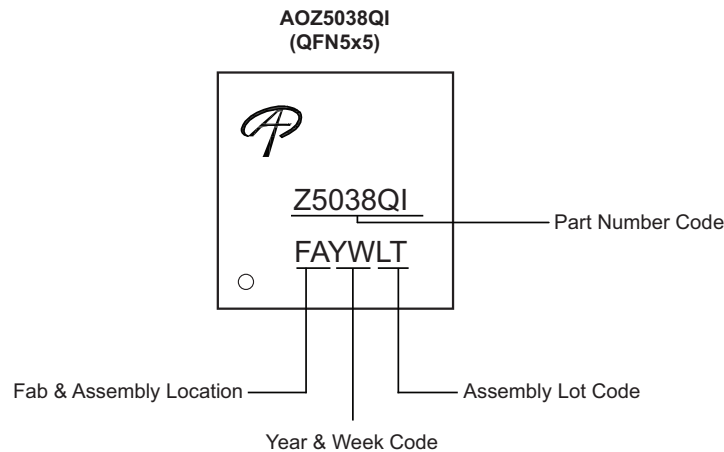 AOZ5038QI
(QFN5x5)
Z5038QI
Part Number Code
FAYWLT
Fab & Assembly Location
Assembly Lot Code
Year & Week Code